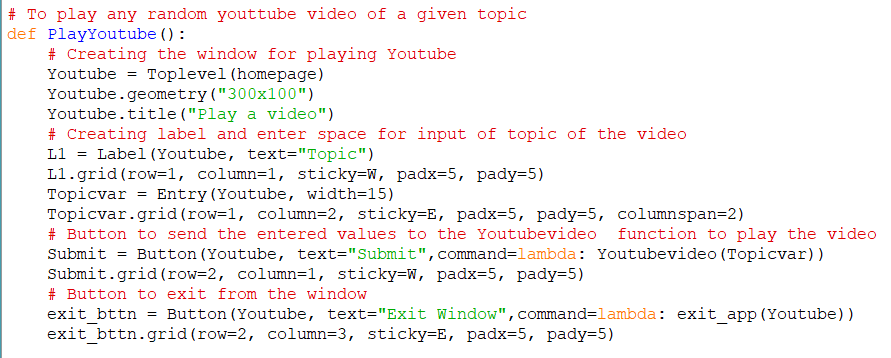 # To play any random youttube video of a given topic
def PlayYoutube():
    # Creating the window for playing Youtube
    Youtube = Toplevel(homepage)
    Youtube.geometry("300x100")
    Youtube.title("Play a video")
    # Creating label and enter space for input of topic of the video
    L1 = Label(Youtube, text="Topic")
    L1.grid(row=1, column=1, sticky=W, padx=5, pady=5)
    Topicvar = Entry(Youtube, width=15)
    Topicvar.grid(row=1, column=2, sticky=E, padx=5, pady=5, columnspan=2)
    # Button to send the entered values to the Youtubevideo  function to play the video
    Submit = Button(Youtube, text="Submit",command=lambda: Youtubevideo(Topicvar))
    Submit.grid(row=2, column=1, sticky=W, padx=5, pady=5)
    # Button to exit from the window
    exit_bttn = Button(Youtube, text="Exit Window",command=lambda: exit_app(Youtube))
    exit_bttn.grid(row=2, column=3, sticky=E, padx=5, pady=5)